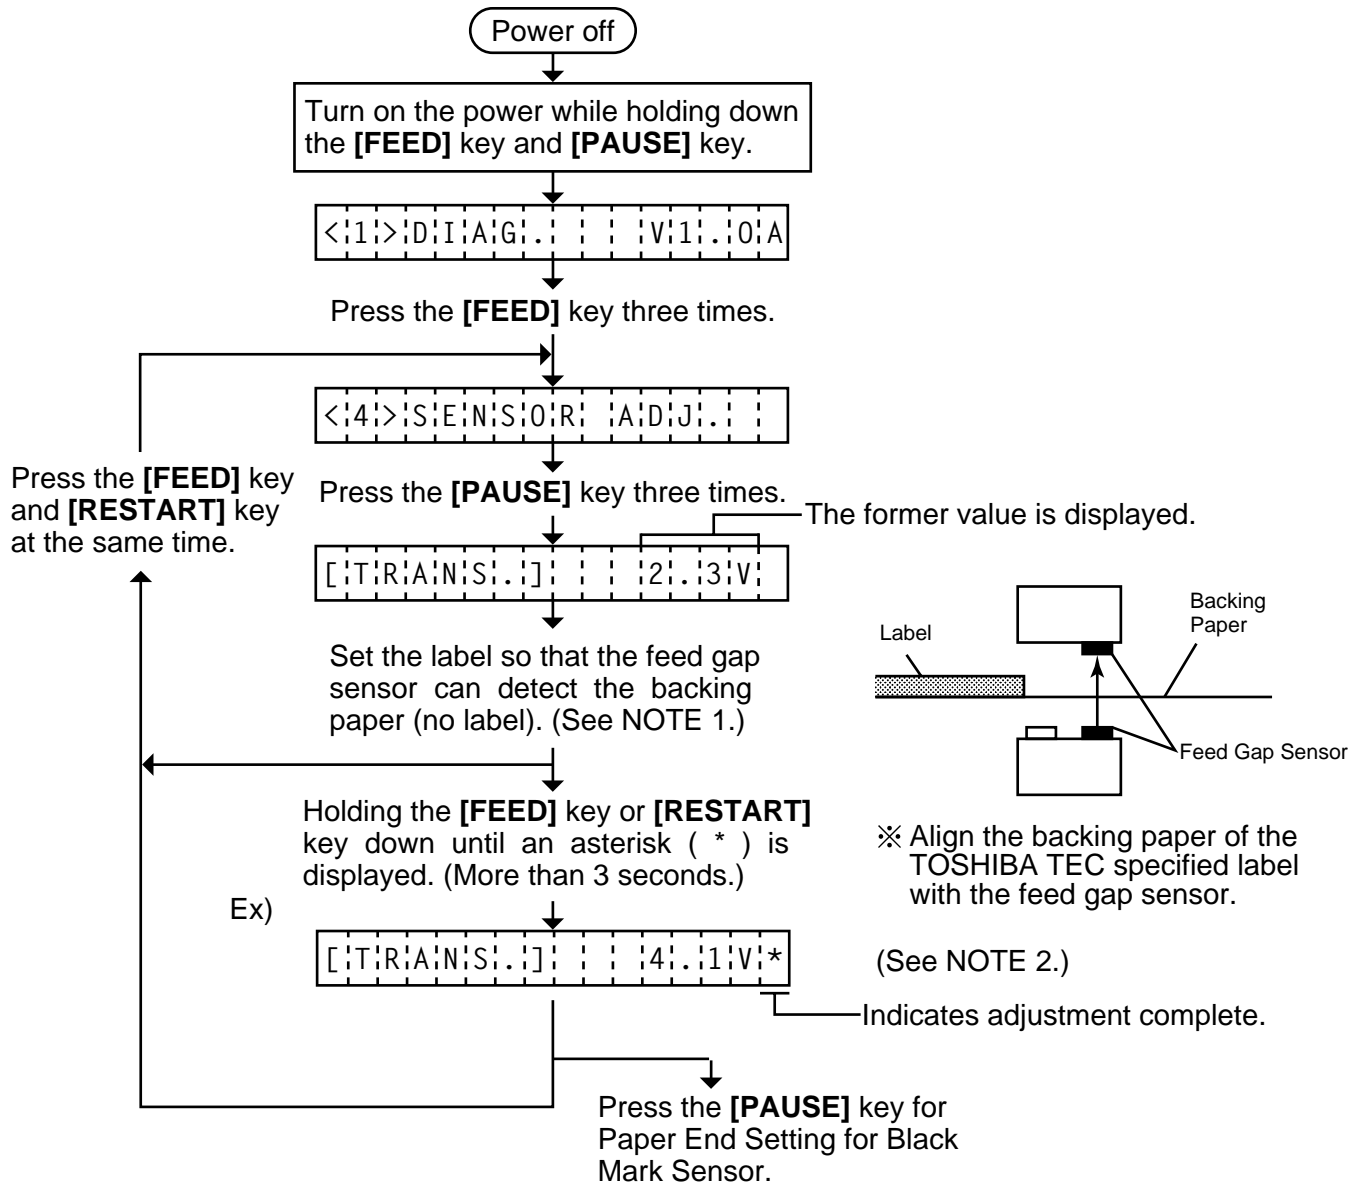 Power off
Turn on the power while holding down
the [FEED] key and [PAUSE] key.
<1>DIAG.   V1.0A
Press the [FEED] key three times.
<4>SENSOR ADJ.
Press the [FEED] key
and [RESTART] key
at the same time.
Press the [PAUSE] key three times.
The former value is displayed.
[TRANS.]   2.3V
Set the label so that the feed gap
sensor can detect the backing
paper (no label). (See NOTE 1.)
Label
Backing
Paper
Feed Gap Sensor
Holding the [FEED] key or [RESTART]
key down until an asterisk ( * ) is
displayed. (More than 3 seconds.)
※ Align the backing paper of the
TOSHIBA TEC specified label
with the feed gap sensor.
Ex)
[TRANS.]   4.1V*
(See NOTE 2.)
Indicates adjustment complete.
Press the [PAUSE] key for
Paper End Setting for Black
Mark Sensor.